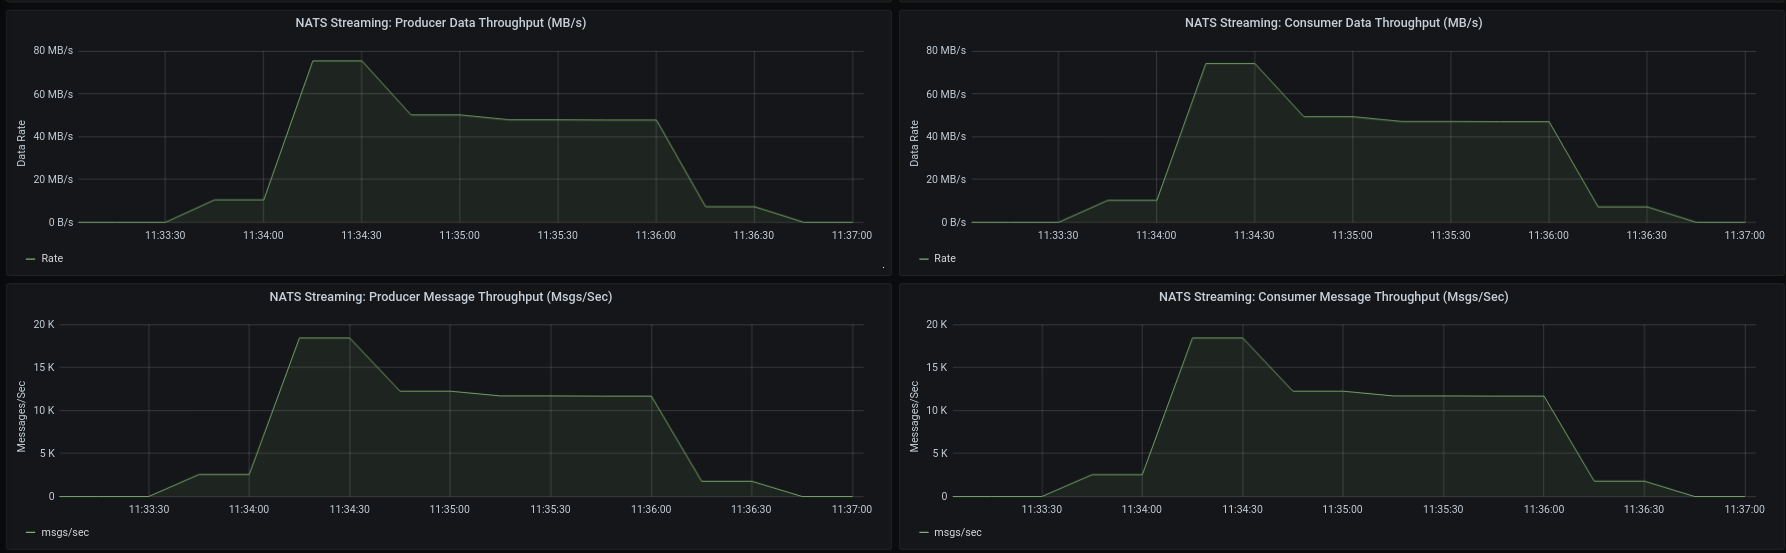 NATS Streaming: Producer Data Throughput (MB/s)
80 MB/s
60 MB/s
40 MB/s
20 MB/s
0 B/s
Data Rate
11:33:30 11:34:00 11:34:30 11:35:00 11:35:30 11:36:00 11:36:30 11:37:00
Rate
NATS Streaming: Consumer Data Throughput (MB/s)
80 MB/s
60 MB/s
40 MB/s
20 MB/s
0 B/s
Data Rate
11:33:30 11:34:00 11:34:30 11:35:00 11:35:30 11:36:00 11:36:30 11:37:00
Rate
NATS Streaming: Producer Message Throughput (Msgs/Sec)
20 K
15 K
10 K
5 K
0
Messages/Sec
11:33:30 11:34:00 11:34:30 11:35:00 11:35:30 11:36:00 11:36:30 11:37:00
msgs/sec
NATS Streaming: Consumer Message Throughput (Msgs/Sec)
20 K
15 K
10 K
5 K
0
Messages/Sec
11:33:30 11:34:00 11:34:30 11:35:00 11:35:30 11:36:00 11:36:30 11:37:00
msgs/sec